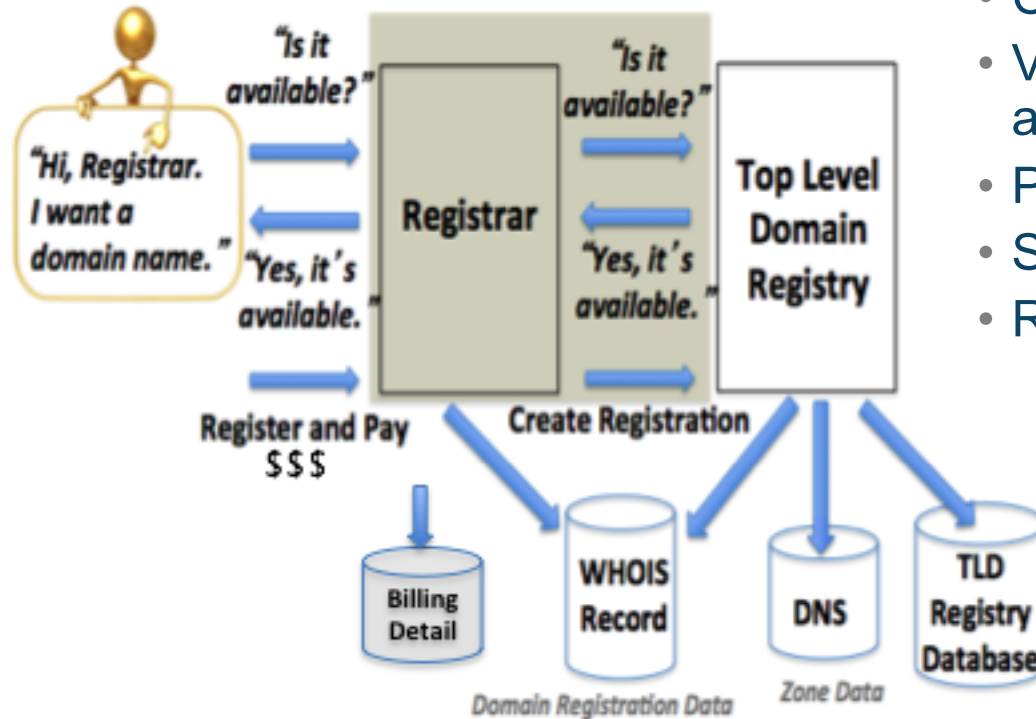 "Is it
available?"
"Is it
available?"
"Hi, Registrar.
I want a
domain name."
Registrar
Top Level
Domain
Registry
"Yes, it's
available."
"Yes, it's
available."
Register and Pay
$$$
Create Registration
Billing
Detail
WHOIS
Record
DNS
TLD
Registry
Database
Domain Registration Data
Zone Data